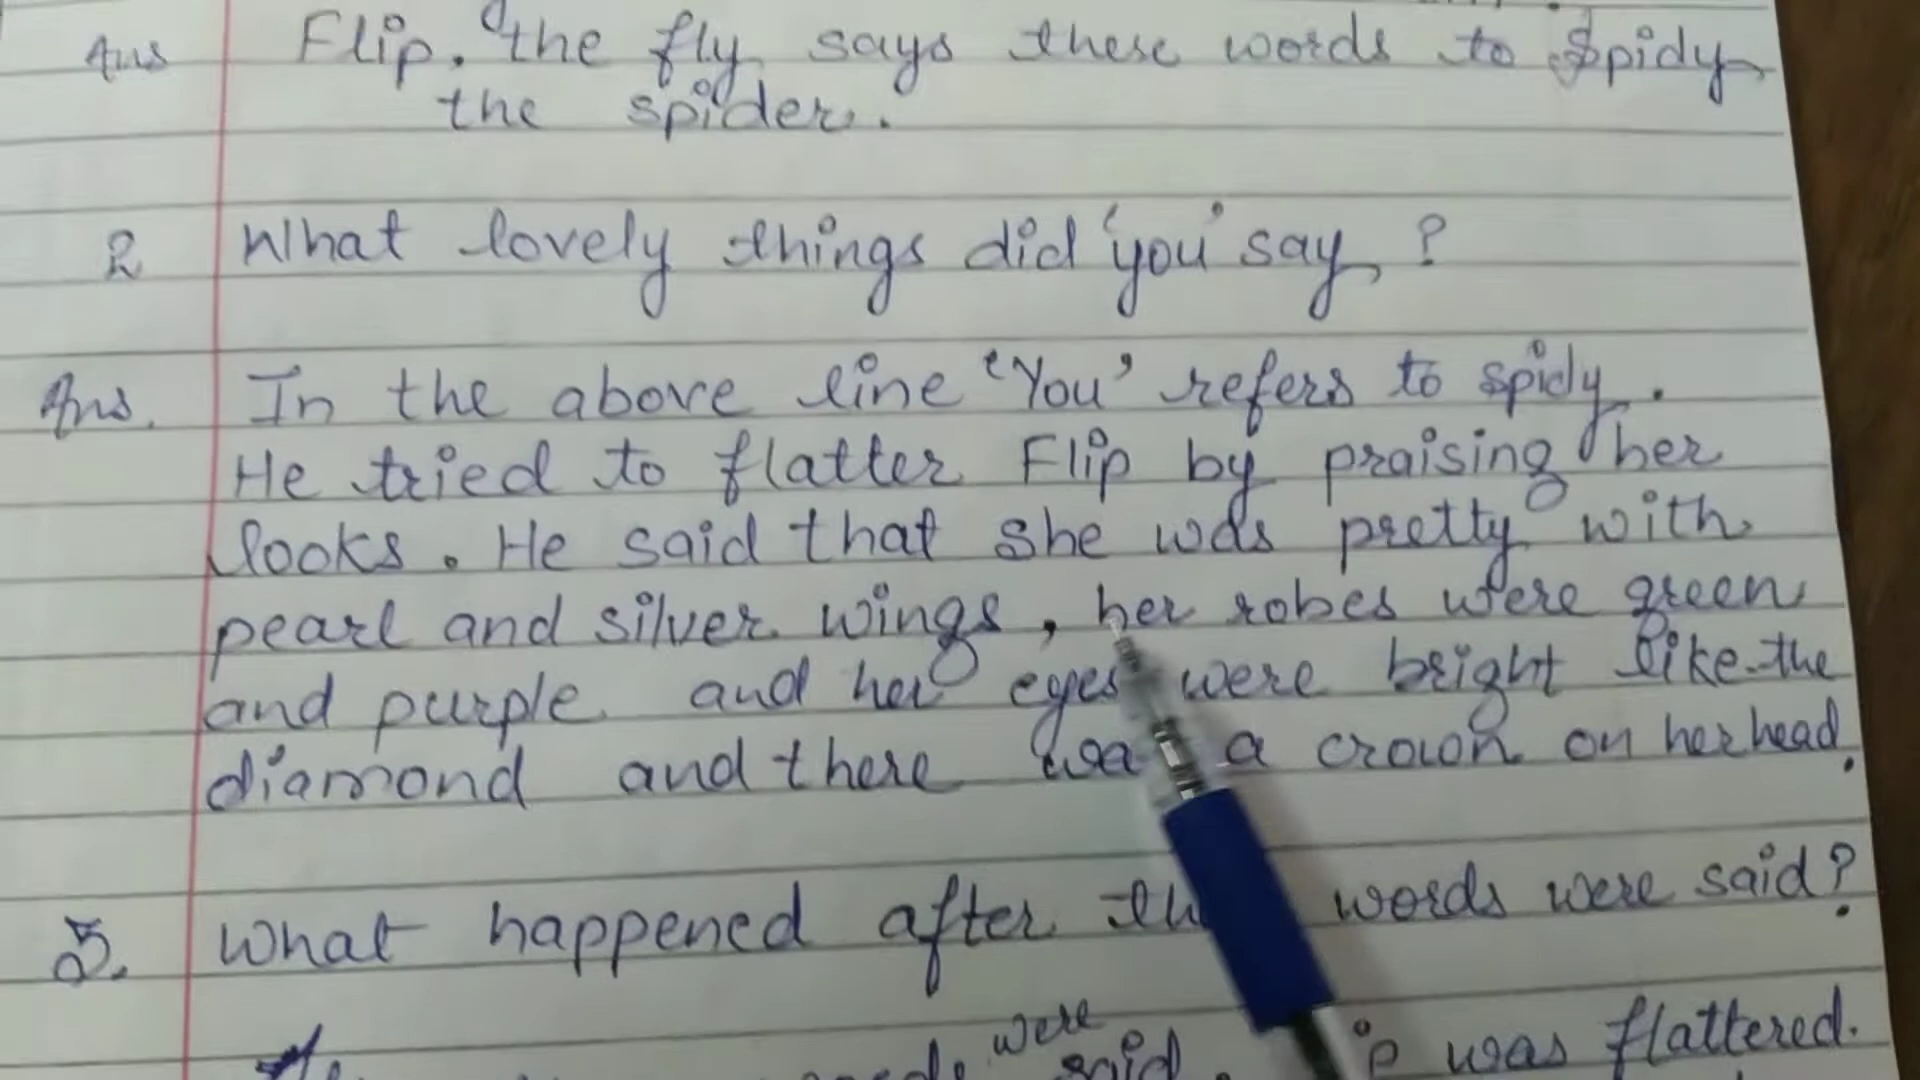 Ans Flip, the fly says these words to Spidy
the spider.
2 What lovely things did 'you' say ?
Ans. In the above line 'You' refers to spidy.
He tried to flatter Flip by praising her
looks. He said that she was pretty with
pearl and silver wings, her robes were green
and purple and her eyes were bright like the
diamond and there a crown on her head.
3. What happened after words were said?
were
said, was flattered.